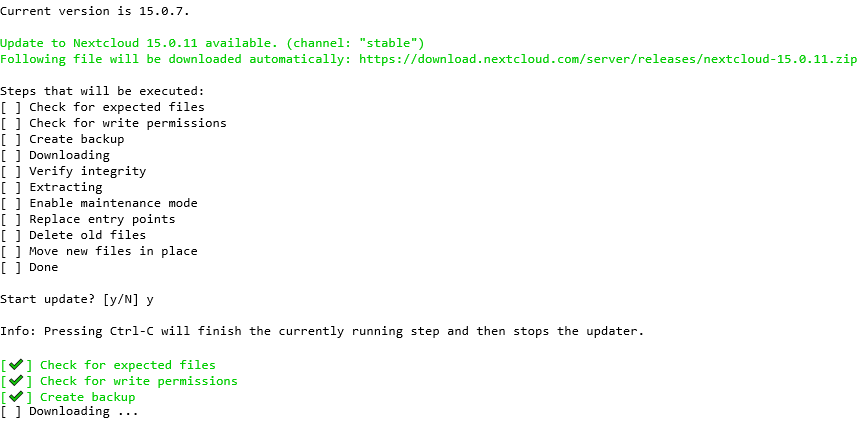 Current version is 15.0.7.
Update to Nextcloud 15.0.11 available. (channel: "stable")
Following file will be downloaded automatically: https://download.nextcloud.com/server/releases/nextcloud-15.0.11.zip
Steps that will be executed:
[ ] Check for expected files
[ ] Check for write permissions
[ ] Create backup
[ ] Downloading
[ ] Verify integrity
[ ] Extracting
[ ] Enable maintenance mode
[ ] Replace entry points
[ ] Delete old files
[ ] Move new files in place
[ ] Done
Start update? [y/N] y
Info: Pressing Ctrl-C will finish the currently running step and then stops the updater.
[✔] Check for expected files
[✔] Check for write permissions
[✔] Create backup
[ ] Downloading ...